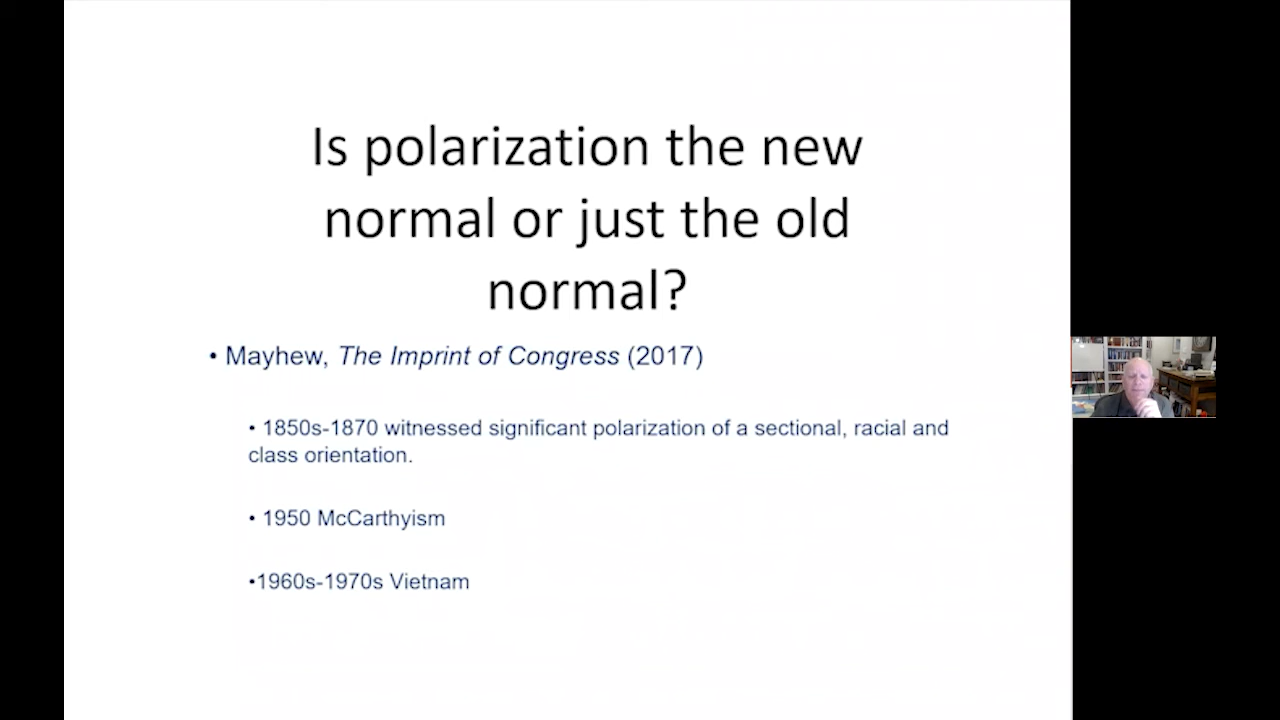 Is polarization the new
normal or just the old
normal?
• Mayhew, The Imprint of Congress (2017)
• 1850s-1870 witnessed significant polarization of a sectional, racial and
class orientation.
• 1950 McCarthyism
•1960s-1970s Vietnam